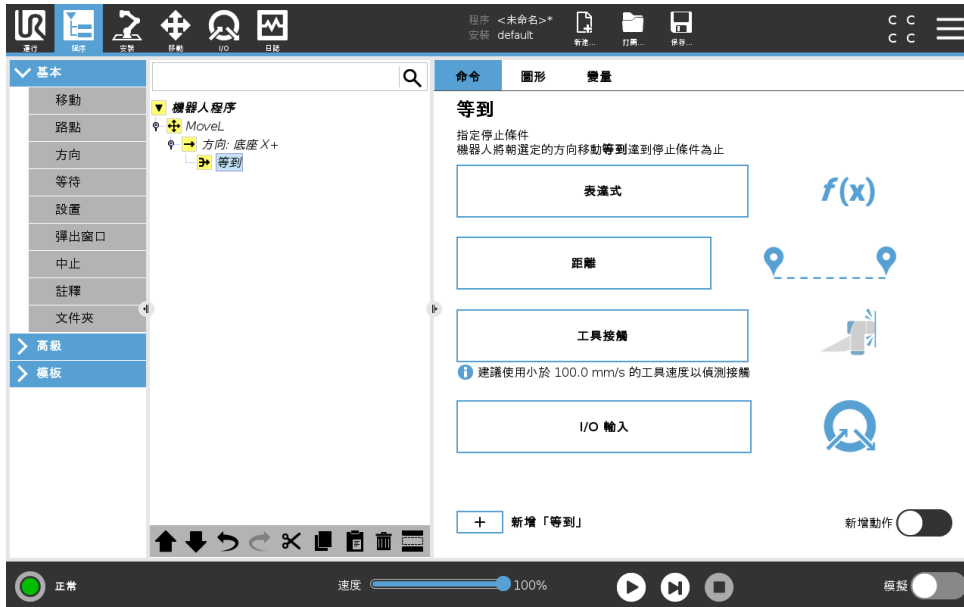 UR
程序 <未命名>*
安裝 default
C C
C C
運行
程序
安裝
移動
I/O
日誌
新建...
打開...
保存...
基本
移動
路點
方向
等待
設置
彈出窗口
中止
註釋
文件夾
高級
模板
機器人程序
MoveL
方向: 底座 X+
等到
命令 圖形 變量
等到
指定停止條件
機器人將朝選定的方向移動等到達到停止條件為止
表達式
f(x)
距離
工具接觸
建議使用小於 100.0 mm/s 的工具速度以偵測接觸
I/O 輸入
+ 新增「等到」
新增動作
正常
速度
100%
模擬